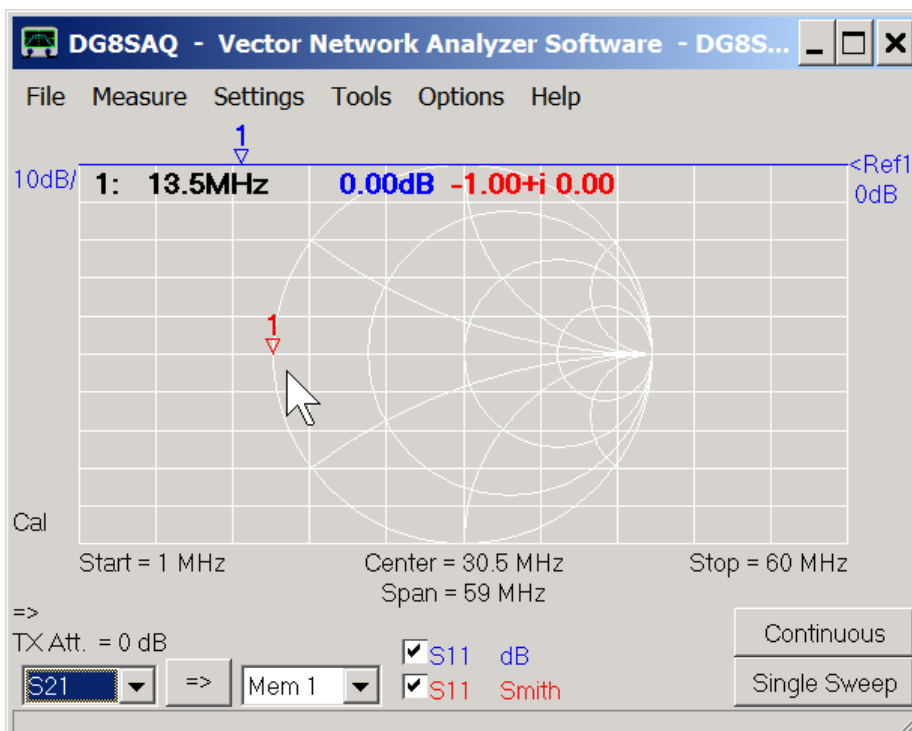 DG8SAQ - Vector Network Analyzer Software - DG8S...
File Measure Settings Tools Options Help
1
10dB/ 1: 13.5MHz 0.00dB -1.00+i 0.00 <Ref1
0dB
1
Cal
Start = 1 MHz Center = 30.5 MHz Stop = 60 MHz
Span = 59 MHz
=>
TX Att. = 0 dB
Continuous
S11 dB
S21 => Mem 1
S11 Smith
Single Sweep